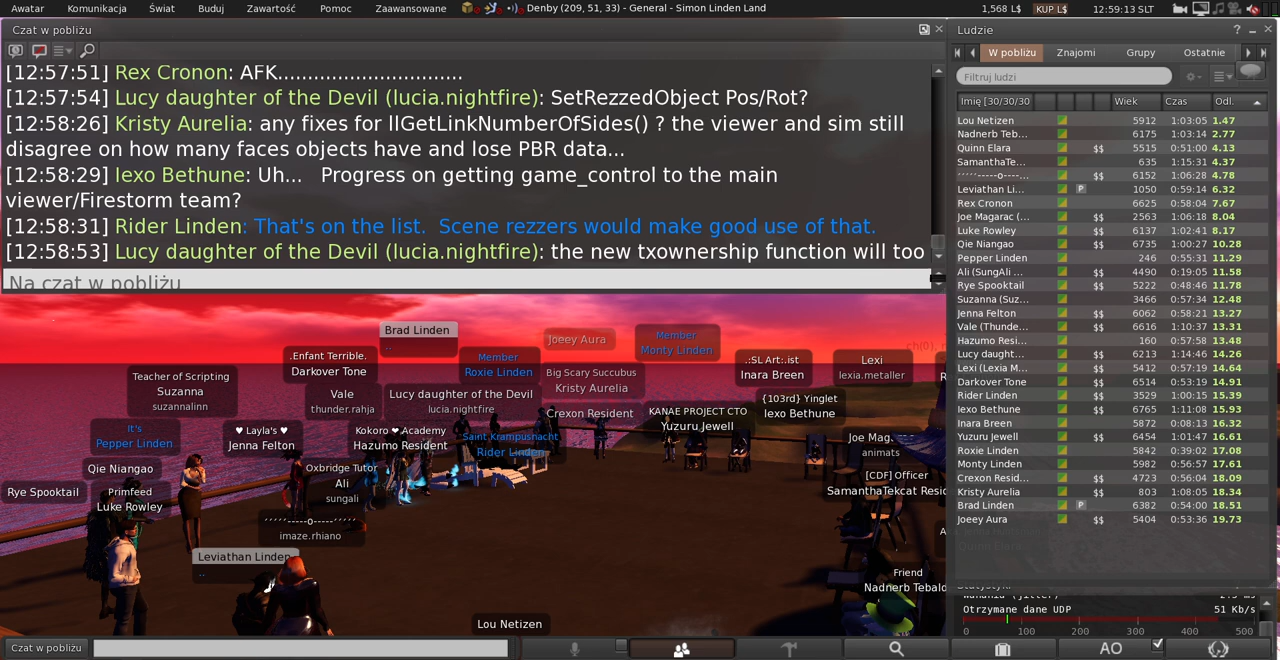 Awatar Komunikacja Świat Buduj Zawartość Pomoc Zaawansowane Denby (209, 51, 33) - General - Simon Linden Land 1,568 L$ KUP L$ 12:59:13 SLT
Czat w pobliżu
[12:57:51] Rex Cronon: AFK...............................
[12:57:54] Lucy daughter of the Devil (lucia.nightfire): SetRezzedObject Pos/Rot?
[12:58:26] Kristy Aurelia: any fixes for llGetLinkNumberOfSides() ? the viewer and sim still
disagree on how many faces objects have and lose PBR data...
[12:58:29] Iexo Bethune: Uh... Progress on getting game_control to the main
viewer/Firestorm team?
[12:58:31] Rider Linden: That's on the list. Scene rezzers would make good use of that.
[12:58:53] Lucy daughter of the Devil (lucia.nightfire): the new txownership function will too
Na czat w pobliżu
Brad Linden
..
Joeey Aura
Member
Monty Linden
.Enfant Terrible.
Darkover Tone
Member
Roxie Linden
.:SL Art:.ist
Inara Breen
Lexi
lexia.metaller
Teacher of Scripting
Suzanna
suzannalinn
Big Scary Succubus
Kristy Aurelia
Vale
thunder.rahja
Lucy daughter of the Devil
lucia.nightfire
{103rd} Yinglet
Iexo Bethune
Crexon Resident
KANAE PROJECT CTO
Yuzuru Jewell
It's
Pepper Linden
♥ Layla's ♥
Jenna Felton
Kokoro ❤ Academy
Hazumo Resident
Saint Krampusnacht
Rider Linden
Joe Mag
animats
Qie Niangao
Oxbridge Tutor
Ali
sungali
[CDF] Officer
SamanthaTekcat Resid
Rye Spooktail
Primfeed
Luke Rowley
′′′′′-----o-----′′′′′
imaze.rhiano
Leviathan Linden
..
Friend
Nadnerb Tebald
Lou Netizen
Czat w pobliżu
Ludzie ? _ ×
W pobliżu Znajomi Grupy Ostatnie
Filtruj ludzi
Imię [30/30/30 Wiek Czas Odl.
Lou Netizen 5912 1:03:05 1.47
Nadnerb Teb... 6175 1:03:14 2.77
Quinn Elara $$ 5515 0:51:00 4.13
SamanthaTe... 635 1:15:31 4.37
′′′′′-----o----... $$ 6152 1:06:28 4.78
Leviathan Li... P 1050 0:59:14 6.32
Rex Cronon 6625 0:58:04 7.67
Joe Magarac (... $$ 2563 1:06:18 8.04
Luke Rowley $$ 6137 1:02:41 8.17
Qie Niangao $$ 6735 1:00:27 10.28
Pepper Linden 246 0:55:31 11.29
Ali (SungAli ... $$ 4490 0:19:05 11.58
Rye Spooktail $$ 5222 0:48:46 11.78
Suzanna (Suz... 3466 0:57:34 12.48
Jenna Felton $$ 6062 0:58:21 13.27
Vale (Thunde... $$ 6616 1:10:37 13.31
Hazumo Resi... 160 0:57:58 13.48
Lucy daught... $$ 6213 1:14:46 14.26
Lexi (Lexia M... $$ 5412 0:57:19 14.64
Darkover Tone $$ 6514 0:53:19 14.91
Rider Linden $$ 3529 1:00:15 15.39
Iexo Bethune $$ 6765 1:11:08 15.93
Inara Breen 5872 0:08:13 16.32
Yuzuru Jewell $$ 6454 1:01:47 16.61
Roxie Linden 5842 0:39:02 17.08
Monty Linden 5982 0:56:57 17.61
Crexon Resid... $$ 4723 0:56:04 18.09
Kristy Aurelia $$ 803 1:08:05 18.34
Brad Linden P 6382 0:54:00 18.51
Joeey Aura $$ 5404 0:53:36 19.73
Otrzymane dane UDP 51 Kb/s
0 100 200 300 400 500
AO